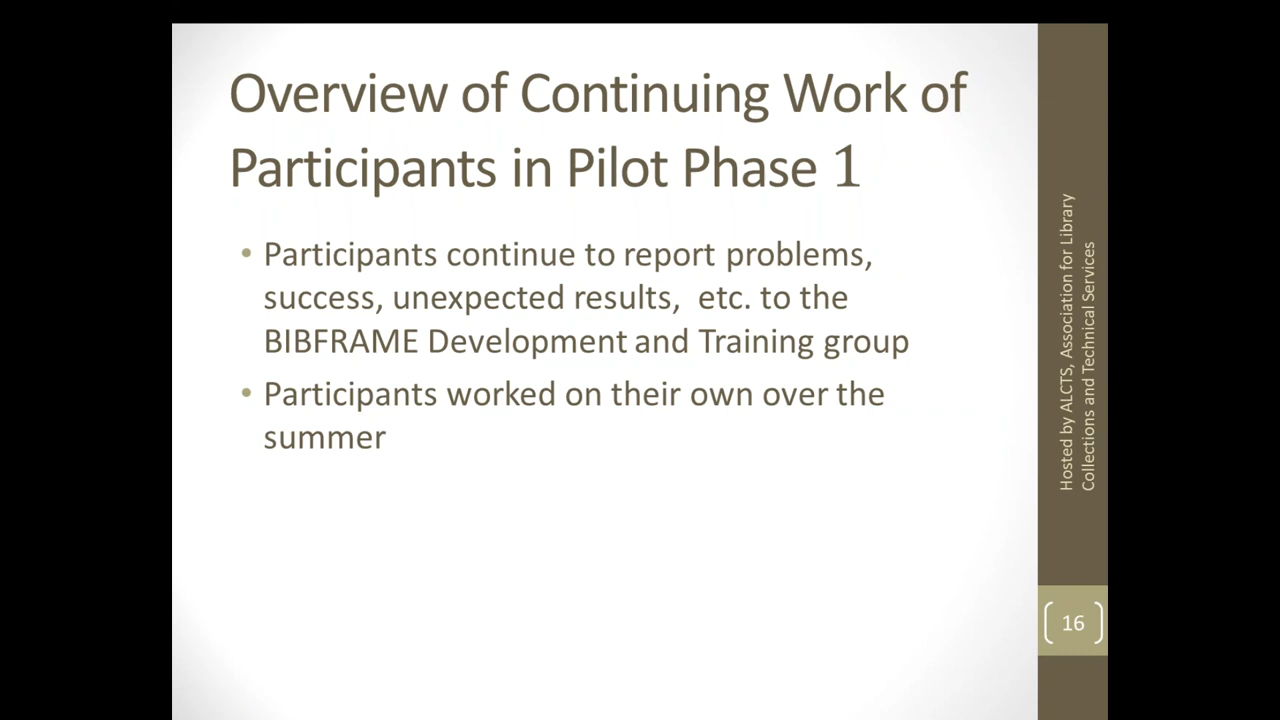 Overview of Continuing Work of
Participants in Pilot Phase 1
• Participants continue to report problems,
success, unexpected results,  etc. to the
BIBFRAME Development and Training group
• Participants worked on their own over the
summer
Hosted by ALCTS, Association for Library
Collections and Technical Services
16